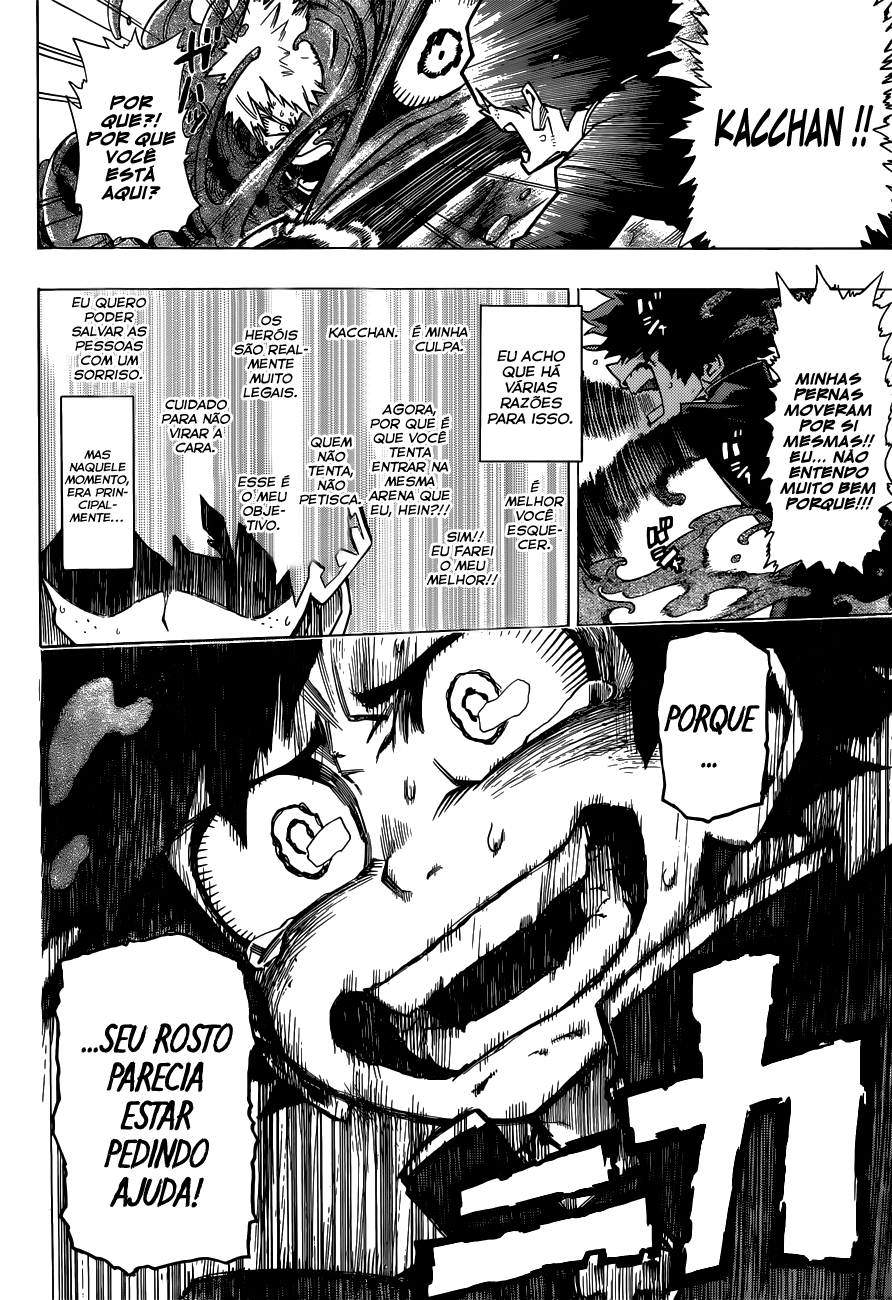 KACCHAN !!
POR
QUE?!
POR QUE
VOCÊ
ESTÁ
AQUI?
MINHAS
PERNAS
MOVERAM
POR SI
MESMAS!!
EU... NÃO
ENTENDO
MUITO BEM
PORQUE!!!
EU ACHO
QUE HÁ
VÁRIAS
RAZÕES
PARA ISSO.
É
MELHOR
VOCÊ
ESQUE-
CER.
É MINHA
CULPA.
SIM!!
EU FAREI
O MEU
MELHOR!!
KACCHAN.
AGORA,
POR QUE É
QUE VOCÊ
TENTA
ENTRAR NA
MESMA
ARENA QUE
EU, HEIN?!!
QUEM
NÃO
TENTA,
NÃO
PETISCA.
OS
HERÓIS
SÃO REAL-
MENTE
MUITO
LEGAIS.
ESSE É
O MEU
OBJE-
TIVO.
CUIDADO
PARA NÃO
VIRAR A
CARA.
EU QUERO
PODER
SALVAR AS
PESSOAS
COM UM
SORRISO.
MAS
NAQUELE
MOMENTO,
ERA PRIN-
CIPAL-
MENTE...
PORQUE
...
...SEU ROSTO
PARECIA
ESTAR
PEDINDO
AJUDA!